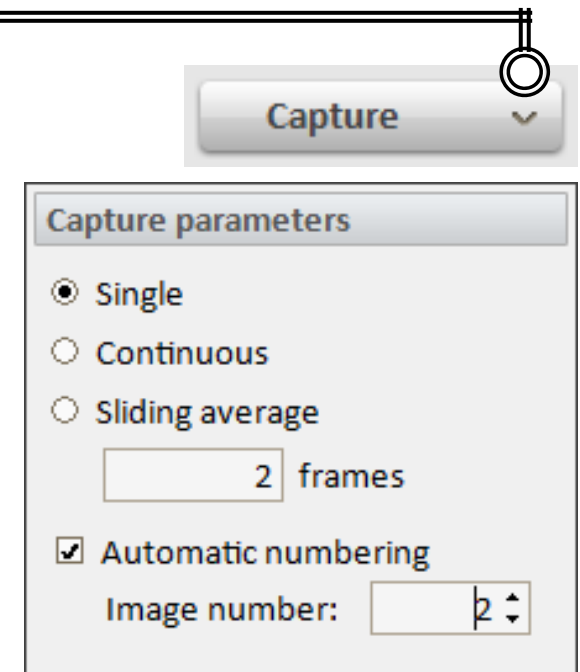 Capture
Capture parameters
Single
Continuous
Sliding average
2 frames
Automatic numbering
Image number: 2